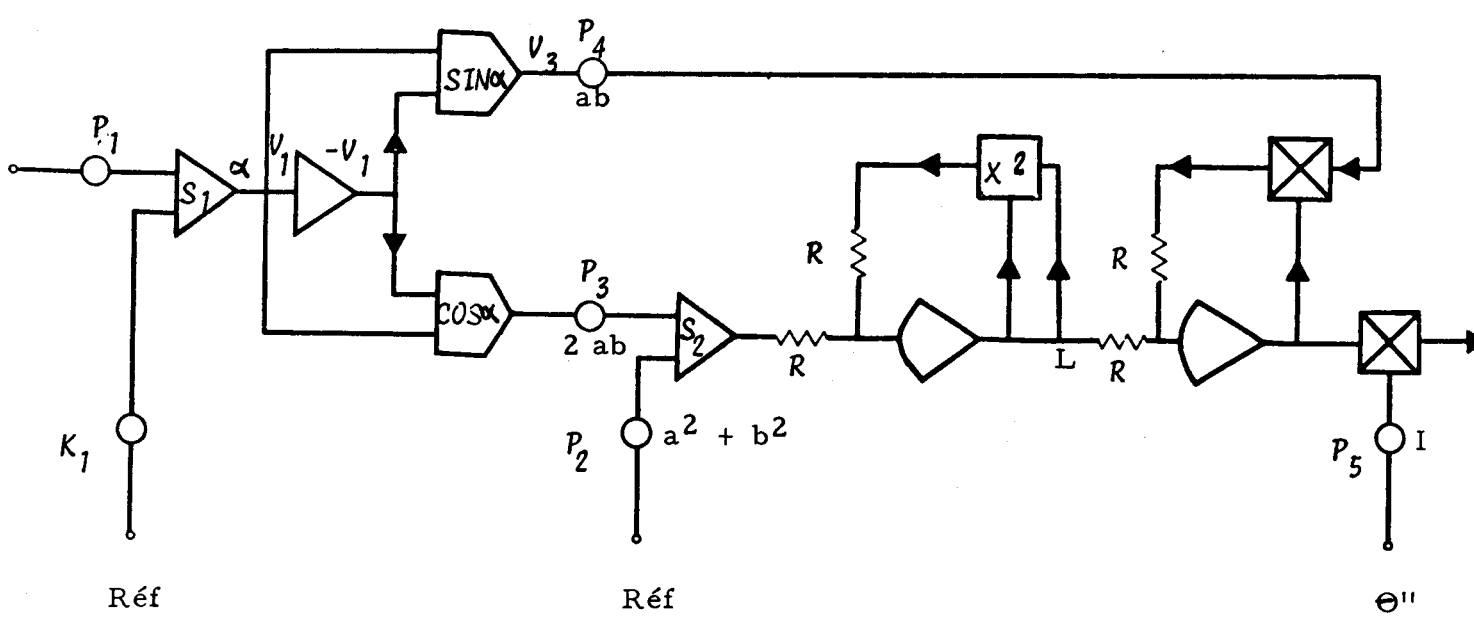 V3
P4
SINα
ab
P1
α
V1
-V1
S1
X 2
R
R
COSα
P3
2 ab
S2
R
L
R
K1
P2
a² + b²
P5
I
Réf
Réf
Θ"